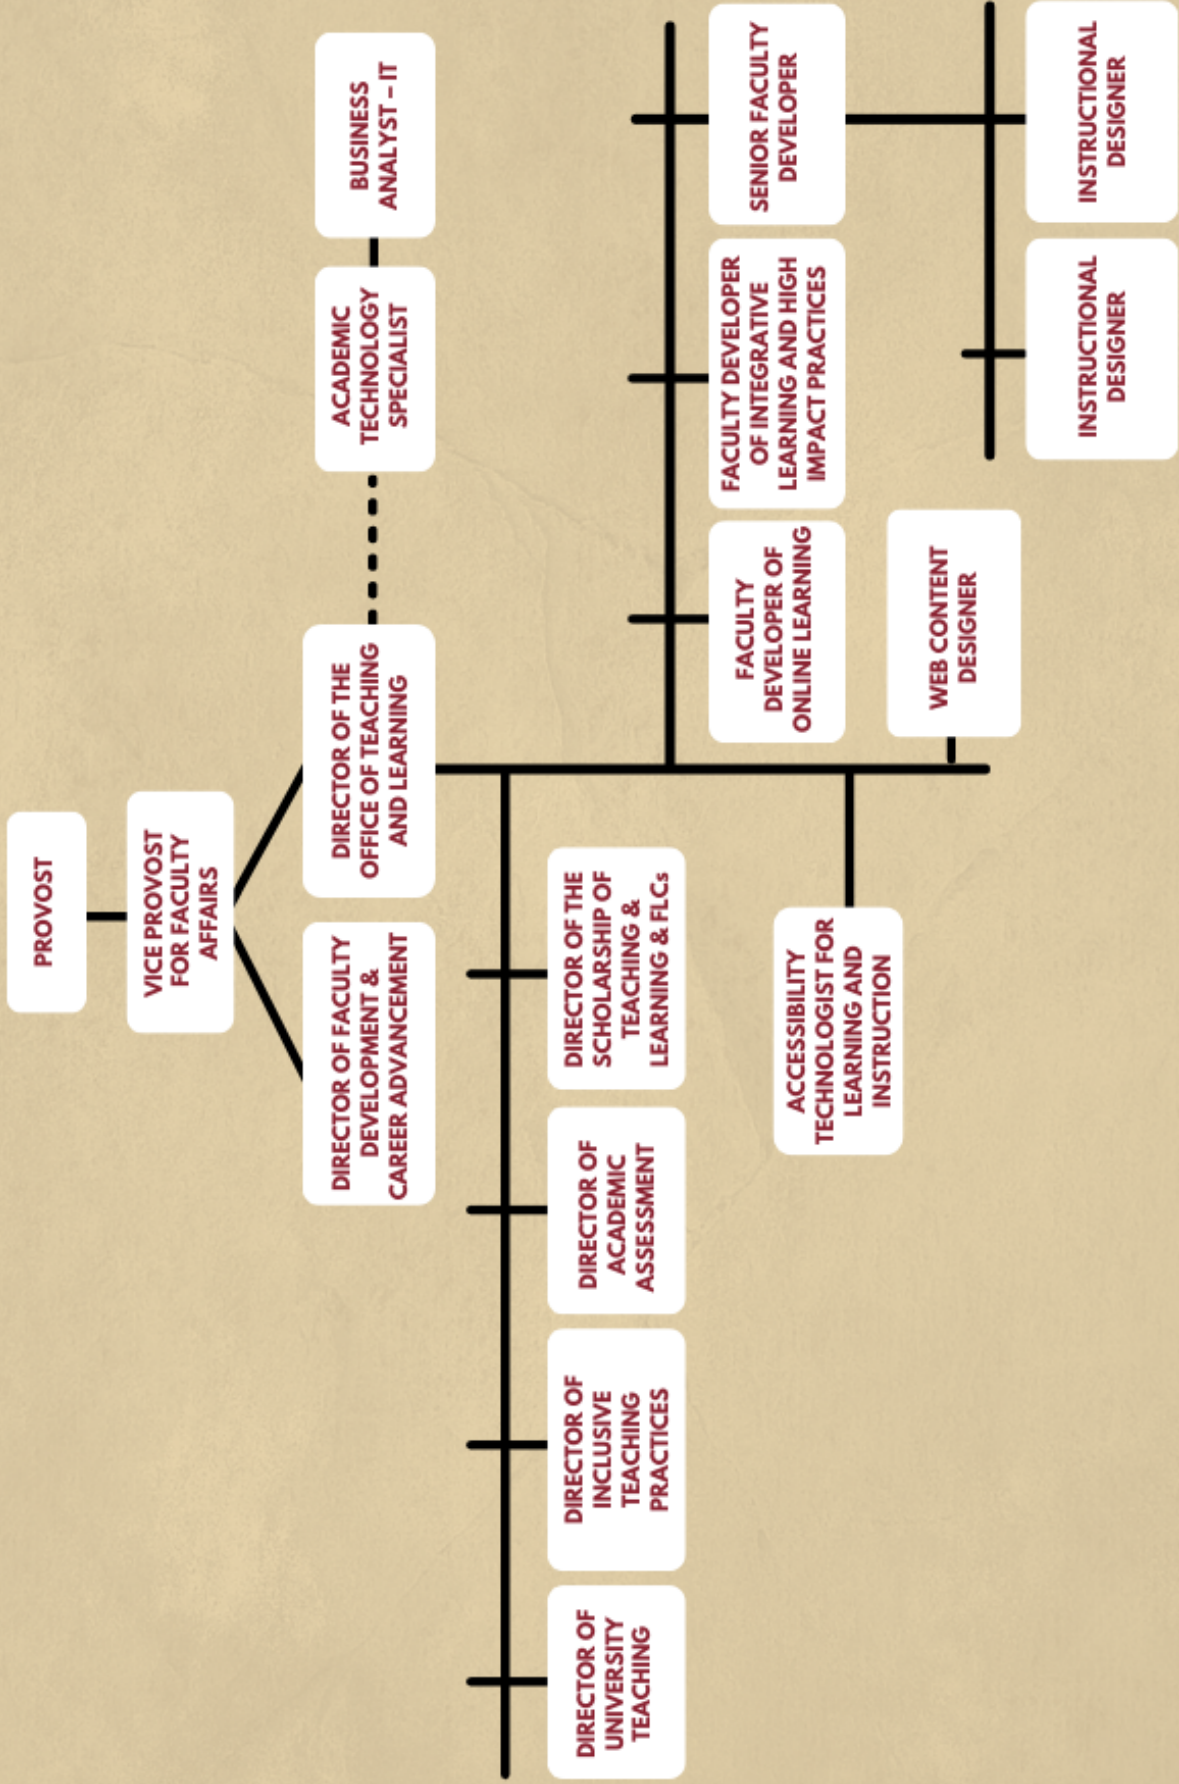 PROVOST
VICE PROVOST
FOR FACULTY
AFFAIRS
DIRECTOR OF FACULTY
DEVELOPMENT &
CAREER ADVANCEMENT
DIRECTOR OF THE
OFFICE OF TEACHING
AND LEARNING
ACADEMIC
TECHNOLOGY
SPECIALIST
BUSINESS
ANALYST – IT
DIRECTOR OF
UNIVERSITY
TEACHING
DIRECTOR OF
INCLUSIVE
TEACHING
PRACTICES
DIRECTOR OF
ACADEMIC
ASSESSMENT
DIRECTOR OF THE
SCHOLARSHIP OF
TEACHING &
LEARNING & FLCs
FACULTY
DEVELOPER OF
ONLINE LEARNING
FACULTY DEVELOPER
OF INTEGRATIVE
LEARNING AND HIGH
IMPACT PRACTICES
SENIOR FACULTY
DEVELOPER
ACCESSIBILITY
TECHNOLOGIST FOR
LEARNING AND
INSTRUCTION
WEB CONTENT
DESIGNER
INSTRUCTIONAL
DESIGNER
INSTRUCTIONAL
DESIGNER